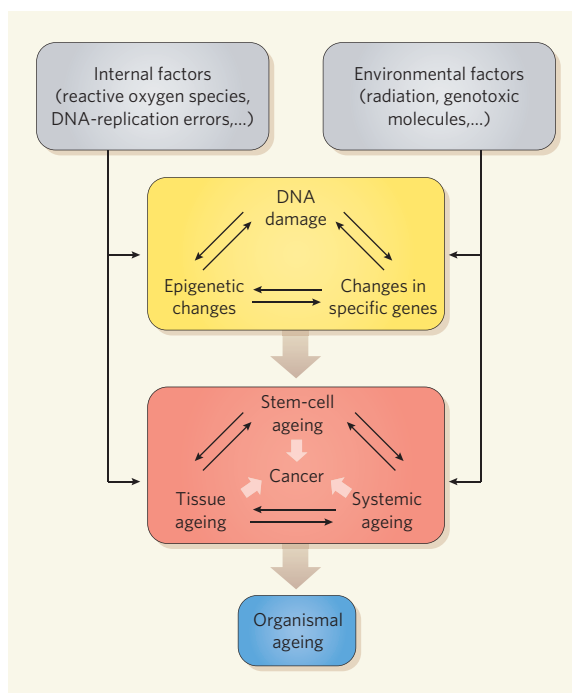 Internal factors
(reactive oxygen species,
DNA-replication errors,...)
Environmental factors
(radiation, genotoxic
molecules,...)
DNA
damage
Epigenetic
changes
Changes in
specific genes
Stem-cell
ageing
Cancer
Tissue
ageing
Systemic
ageing
Organismal
ageing